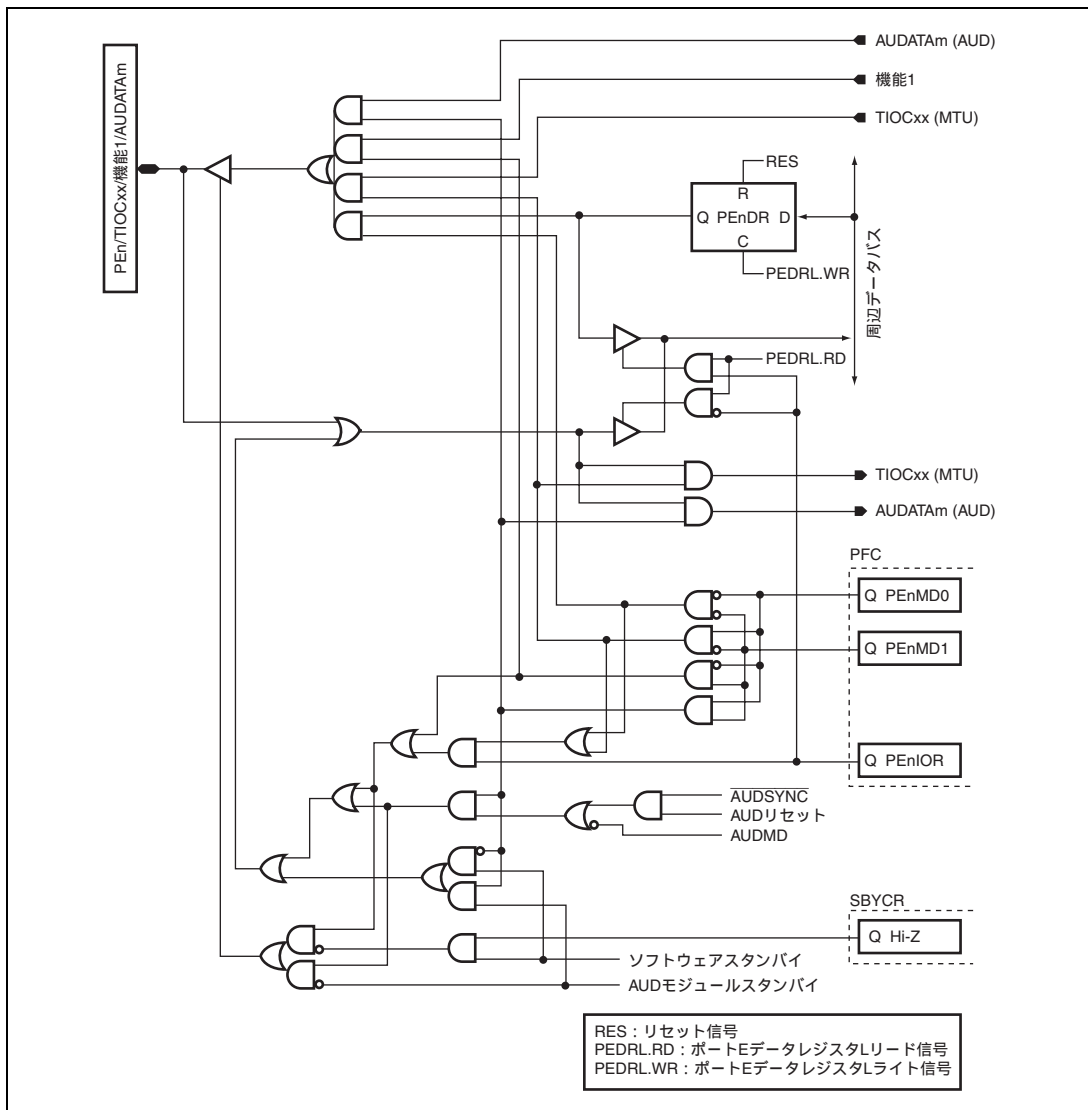 AUDATAm (AUD)
機能1
TIOCxx (MTU)
PEn/TIOCxx/機能1/AUDATAm
RES
R
Q PEnDR D
C
PEDRL.WR
周辺データバス
PEDRL.RD
TIOCxx (MTU)
AUDATAm (AUD)
PFC
Q PEnMD0
Q PEnMD1
Q PEnIOR
AUDSYNC
AUDリセット
AUDMD
SBYCR
Q Hi-Z
ソフトウェアスタンバイ
AUDモジュールスタンバイ
RES：リセット信号
PEDRL.RD：ポートEデータレジスタLリード信号
PEDRL.WR：ポートEデータレジスタLライト信号